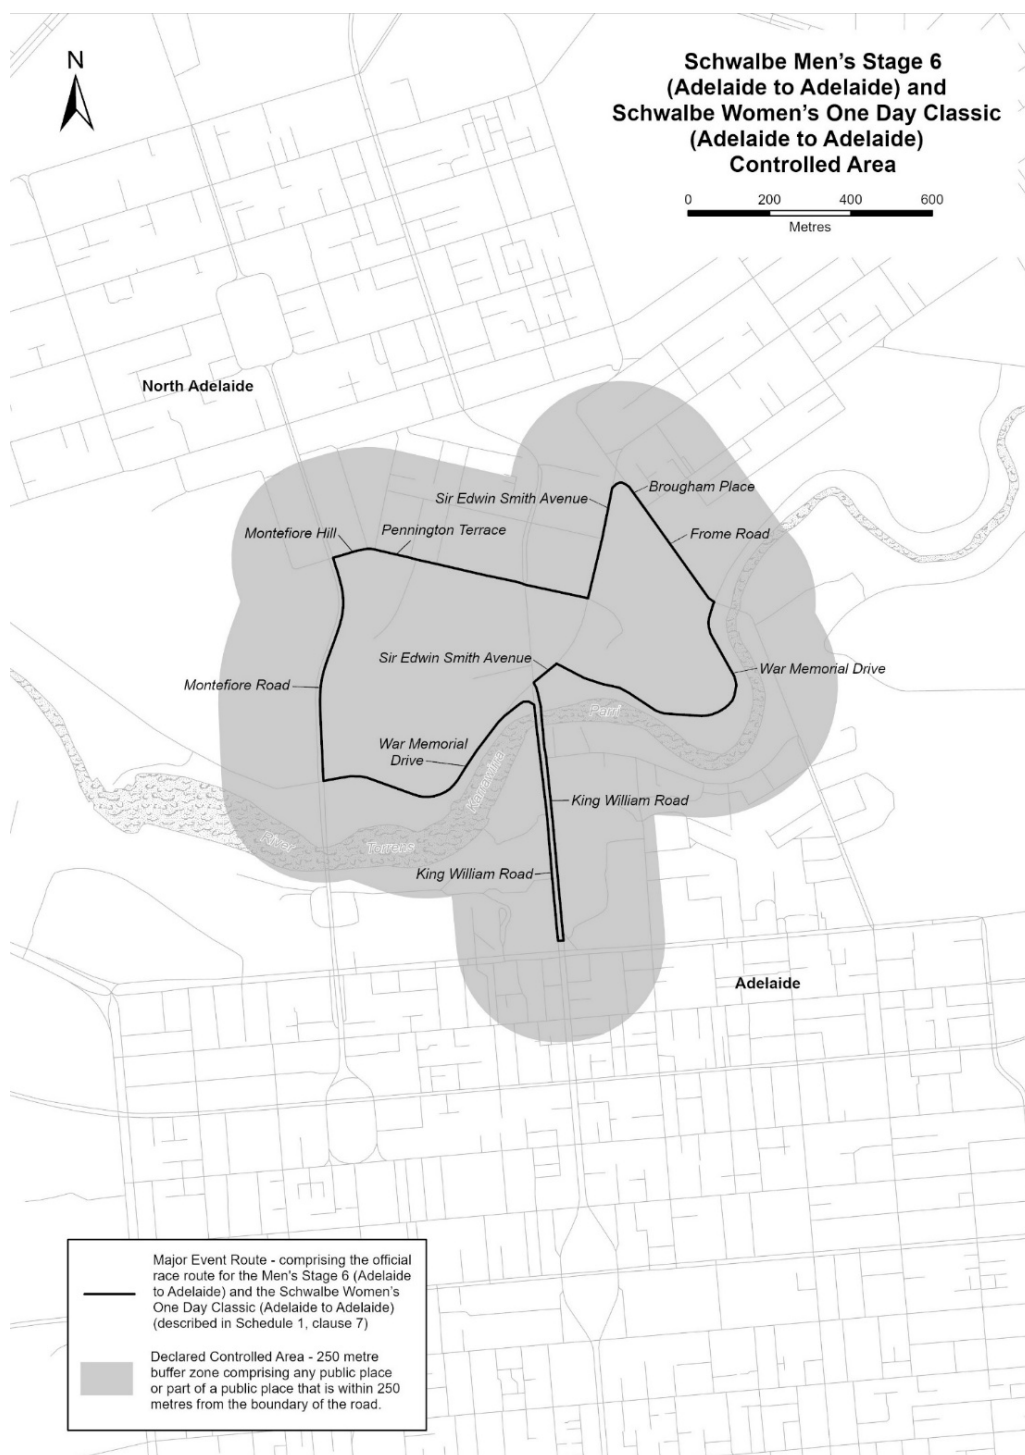 N
Schwalbe Men's Stage 6
(Adelaide to Adelaide) and
Schwalbe Women's One Day Classic
(Adelaide to Adelaide)
Controlled Area
0 200 400 600
Metres
North Adelaide
Sir Edwin Smith Avenue
Brougham Place
Montefiore Hill
Pennington Terrace
Frome Road
Sir Edwin Smith Avenue
War Memorial Drive
Montefiore Road
Parri
War Memorial
Drive
Karrawirra
King William Road
River
Torrens
King William Road
Adelaide
Major Event Route - comprising the official
race route for the Men's Stage 6 (Adelaide
to Adelaide) and the Schwalbe Women's
One Day Classic (Adelaide to Adelaide)
(described in Schedule 1, clause 7)
Declared Controlled Area - 250 metre
buffer zone comprising any public place
or part of a public place that is within 250
metres from the boundary of the road.